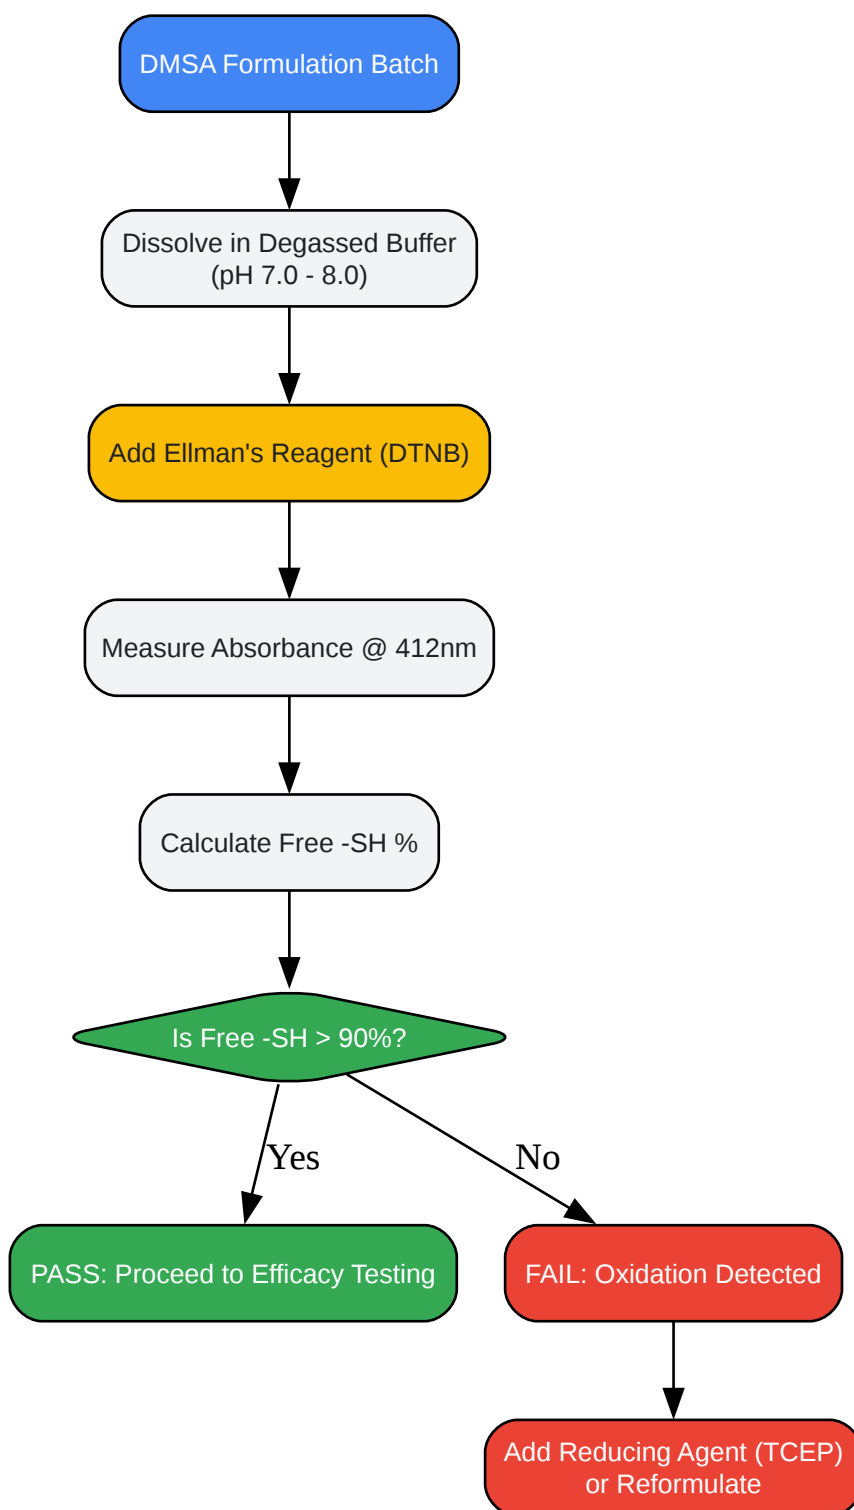 DMSA Formulation Batch
Dissolve in Degassed Buffer
(pH 7.0 - 8.0)
Add Ellman's Reagent (DTNB)
Measure Absorbance @ 412nm
Calculate Free -SH %
Is Free -SH > 90%?
Yes
No
PASS: Proceed to Efficacy Testing
FAIL: Oxidation Detected
Add Reducing Agent (TCEP)
or Reformulate